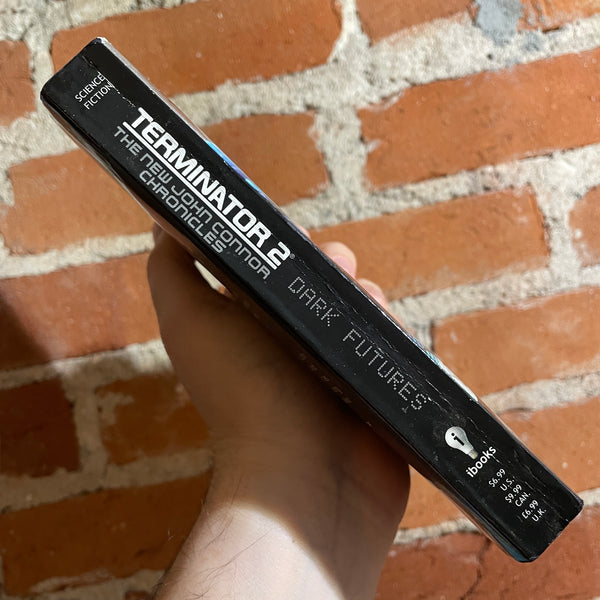 SCIENCE
FICTION
TERMINATOR 2®
THE NEW JOHN CONNOR
CHRONICLES
DARK FUTURES
i
ibooks
$6.99
U.S.
$9.99
CAN.
£6.99
U.K.